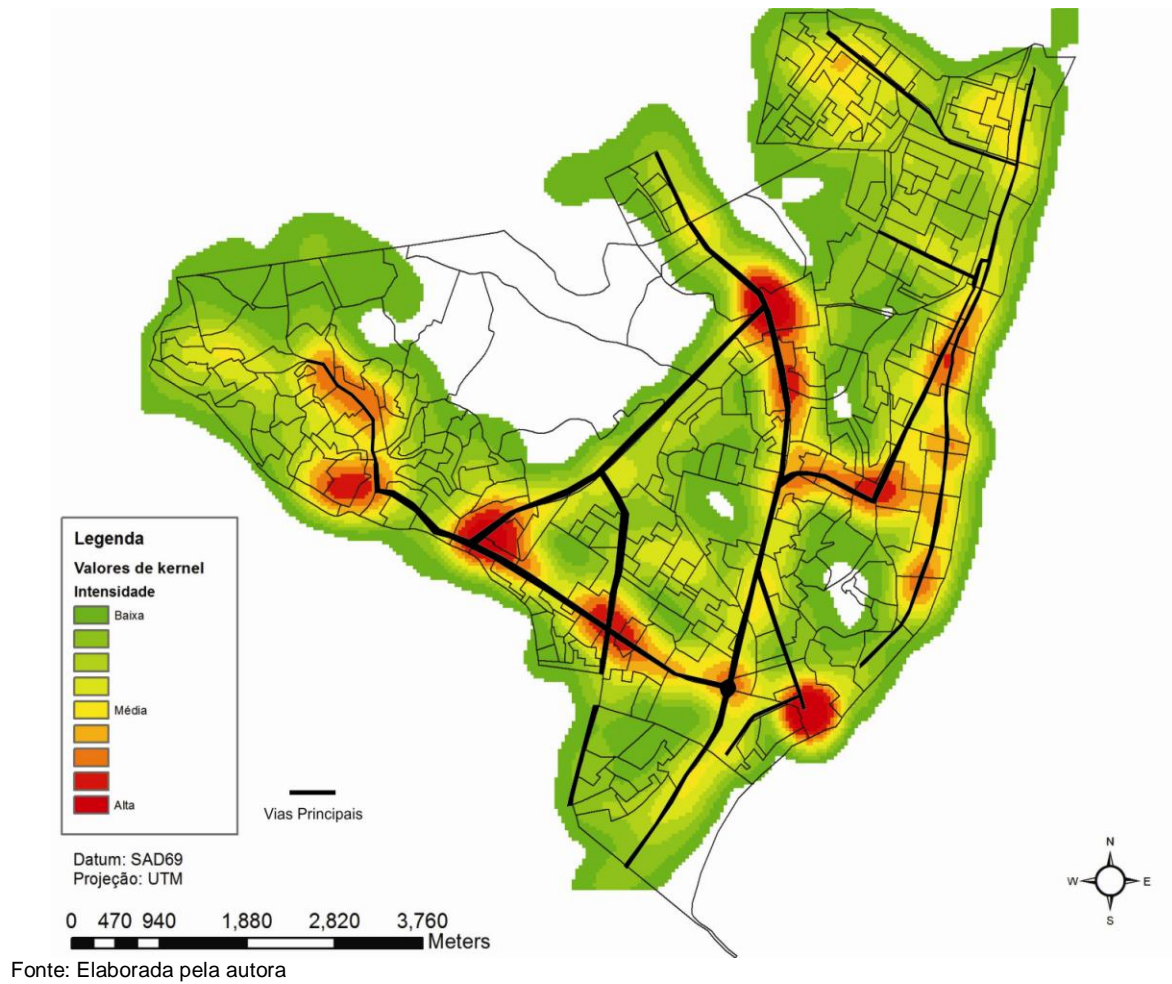 Legenda
Valores de kernel
Intensidade
Baixa
Média
Alta
Vias Principais
Datum: SAD69
Projeção: UTM
0 470 940 1,880 2,820 3,760
Meters
N
W E
S
Fonte: Elaborada pela autora